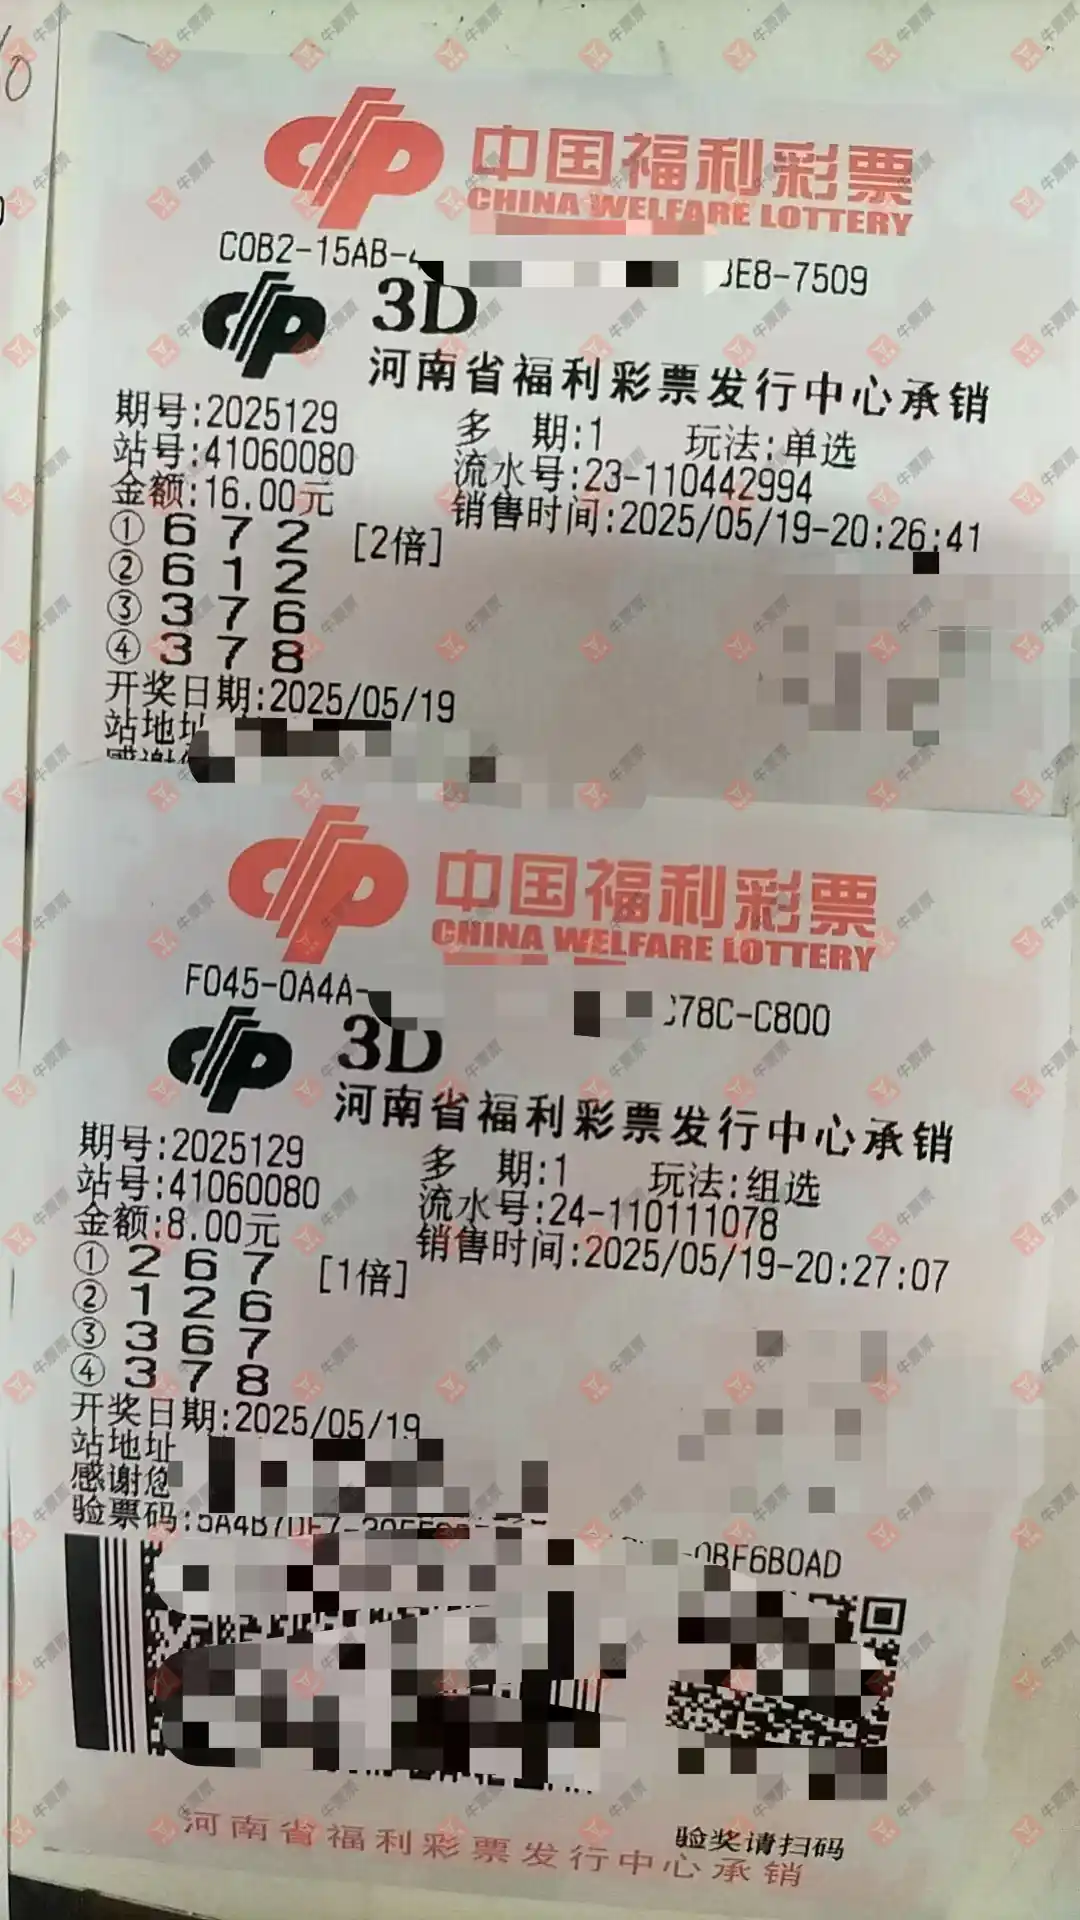 中国福利彩票
CHINA WELFARE LOTTERY
C0B2-15AB-4 BE8-7509
3D
河南省福利彩票发行中心承销
期号:2025129 多 期:1 玩法:单选
站号:41060080 流水号:23-110442994
金额:16.00元 销售时间:2025/05/19-20:26:41
① 6 7 2 [2倍]
② 6 1 2
③ 3 7 6
④ 3 7 8
开奖日期:2025/05/19
站地址
感谢您
中国福利彩票
CHINA WELFARE LOTTERY
F045-0A4A- C78C-C800
3D
河南省福利彩票发行中心承销
期号:2025129 多 期:1 玩法:组选
站号:41060080 流水号:24-110111078
金额:8.00元 销售时间:2025/05/19-20:27:07
① 2 6 7 [1倍]
② 1 2 6
③ 3 6 7
④ 3 7 8
开奖日期:2025/05/19
站地址
感谢您
验票码:5A4B7DF7- -0BF6B0AD
验奖请扫码
河南省福利彩票发行中心承销
牛票票